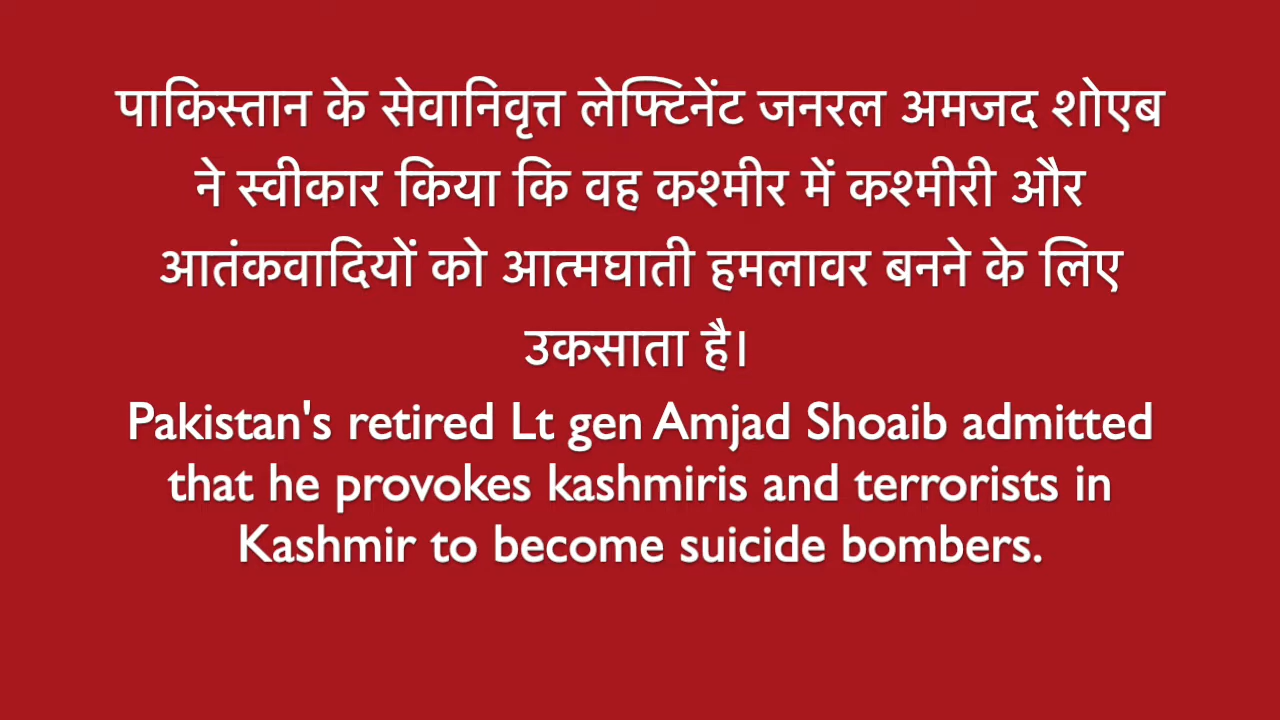 पाकिस्तान के सेवानिवृत्त लेफ्टिनेंट जनरल अमजद शोएब
ने स्वीकार किया कि वह कश्मीर में कश्मीरी और
आतंकवादियों को आत्मघाती हमलावर बनने के लिए
उकसाता है।
Pakistan's retired Lt gen Amjad Shoaib admitted
that he provokes kashmiris and terrorists in
Kashmir to become suicide bombers.